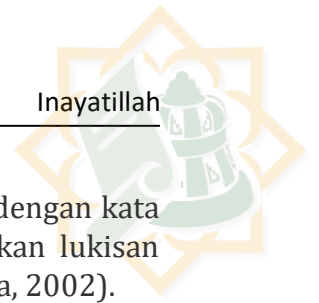 Inayatillah
dengan kata
kan lukisan
a, 2002).